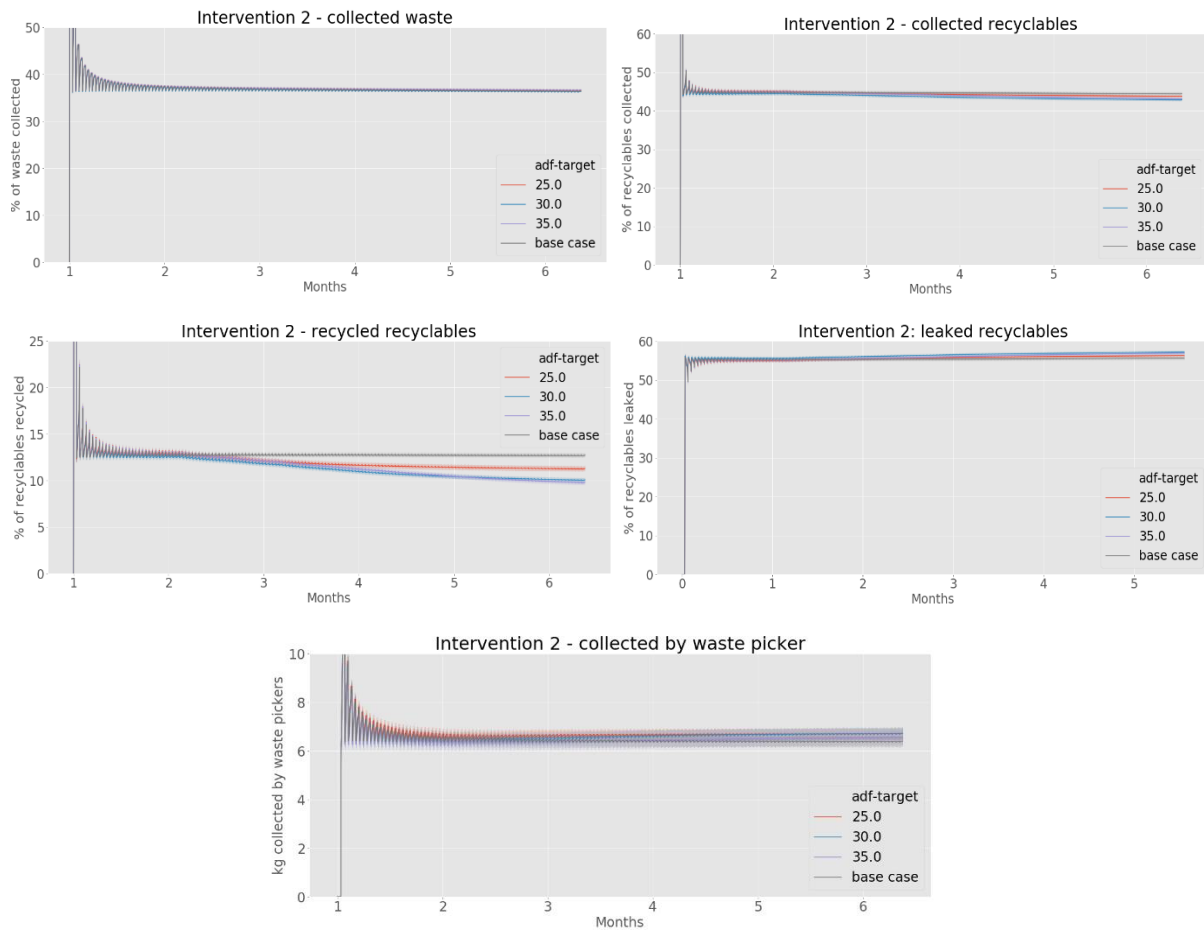 Intervention 2 - collected waste
% of waste collected
50
40
30
20
10
0
1 2 3 4 5 6
Months
adf-target
25.0
30.0
35.0
base case
Intervention 2 - collected recyclables
% of recyclables collected
60
50
40
30
20
10
0
1 2 3 4 5 6
Months
adf-target
25.0
30.0
35.0
base case
Intervention 2 - recycled recyclables
% of recyclables recycled
25
20
15
10
5
0
1 2 3 4 5 6
Months
adf-target
25.0
30.0
35.0
base case
Intervention 2: leaked recyclables
% of recyclables leaked
60
50
40
30
20
10
0
0 1 2 3 4 5
Months
adf-target
25.0
30.0
35.0
base case
Intervention 2 - collected by waste picker
kg collected by waste pickers
10
8
6
4
2
0
1 2 3 4 5 6
Months
adf-target
25.0
30.0
35.0
base case